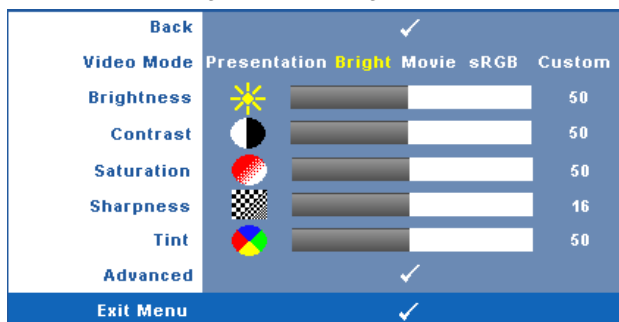 Back
Video Mode Presentation Bright Movie sRGB Custom
Brightness 50
Contrast 50
Saturation 50
Sharpness 16
Tint 50
Advanced
Exit Menu